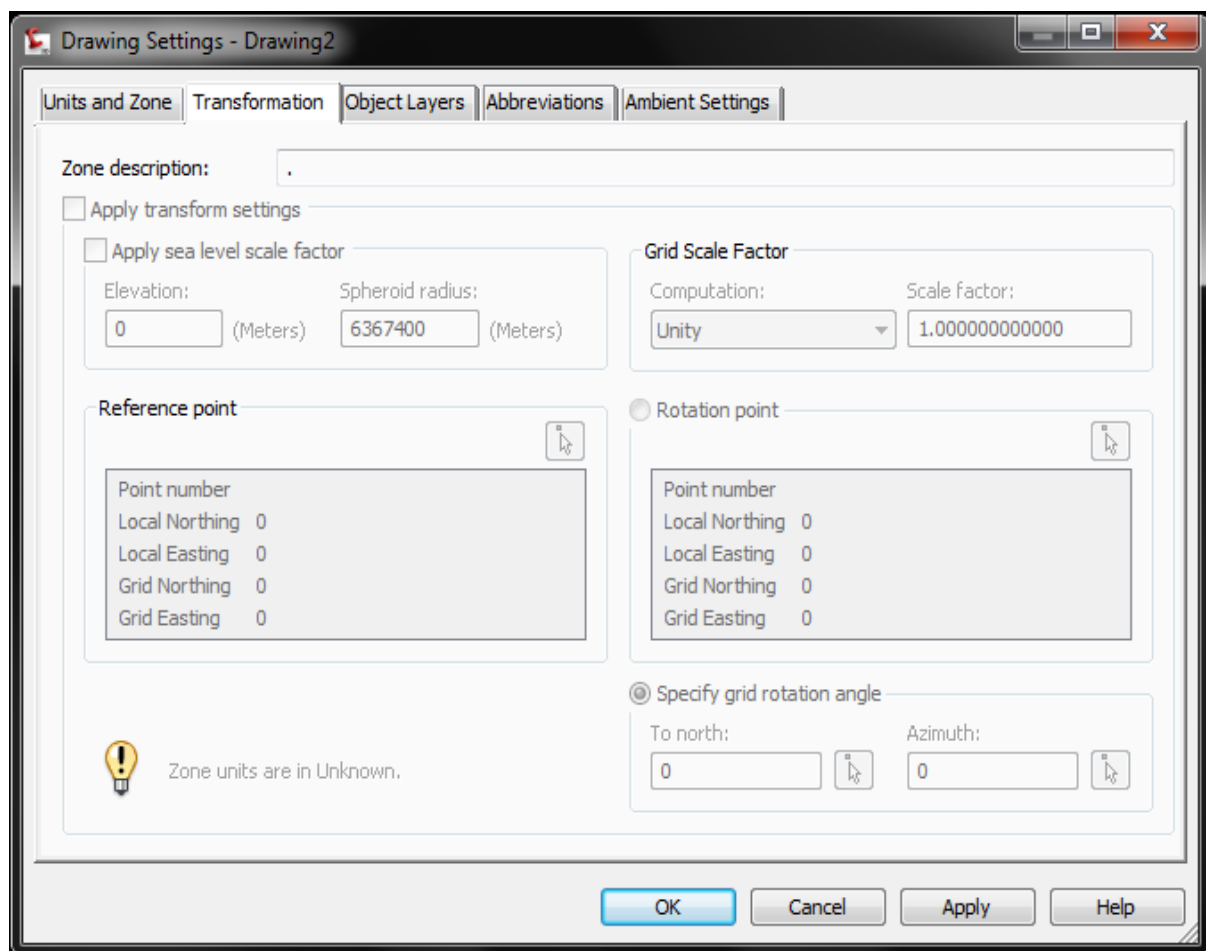 Drawing Settings - Drawing2
Units and Zone Transformation Object Layers Abbreviations Ambient Settings
Zone description: .
Apply transform settings
Apply sea level scale factor
Elevation: Spheroid radius:
0 (Meters) 6367400 (Meters)
Grid Scale Factor
Computation: Scale factor:
Unity 1.000000000000
Reference point
Point number
Local Northing 0
Local Easting 0
Grid Northing 0
Grid Easting 0
Rotation point
Point number
Local Northing 0
Local Easting 0
Grid Northing 0
Grid Easting 0
Specify grid rotation angle
To north: Azimuth:
0 0
Zone units are in Unknown.
OK Cancel Apply Help